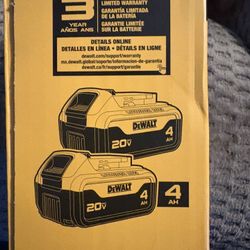 3
YEAR
AÑOS ANS
LIMITED WARRANTY
GARANTÍA LIMITADA
DE LA BATERÍA
GARANTIE LIMITÉE
SUR LA BATTERIE
DETAILS ONLINE
DETALLES EN LÍNEA • DÉTAILS EN LIGNE
dewalt.com/support/warranty
mx.dewalt.global/soporte/informacion-de-garantia
dewalt.ca/fr/support/garantie
DEWALT
4
AH
20V
DEWALT
4
AH
20V
4
AH